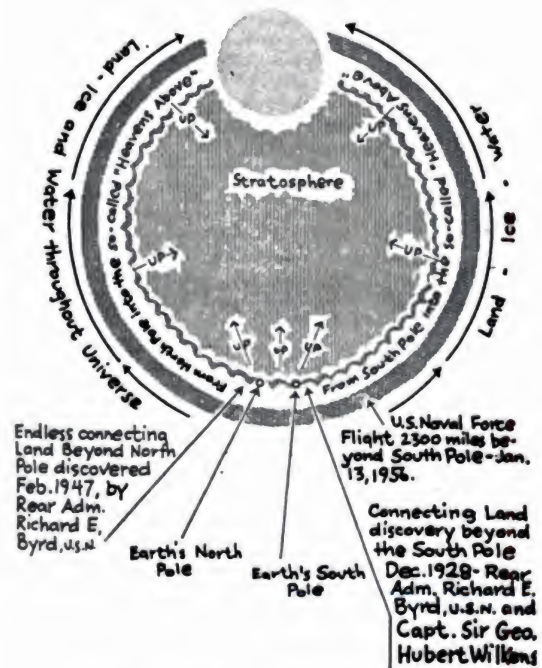 Land - Ice and Water throughout Universe
Land - Ice - Water
From North Pole into the so-called "Heavens Above"
From South Pole into the so-called "Heavens Above"
UP
UP
Stratosphere
UP
UP
UP
UP
UP
Endless connecting
Land Beyond North
Pole discovered
Feb.1947, by
Rear Adm.
Richard E.
Byrd, U.S.N.
Earth's North
Pole
Earth's South
Pole
U.S. Naval Force
Flight 2300 miles be-
yond South Pole-Jan.
13,1956.
Connecting Land
discovery beyond
the South Pole
Dec.1928- Rear
Adm. Richard E.
Byrd, U.S.N. and
Capt. Sir Geo.
Hubert Wilkins